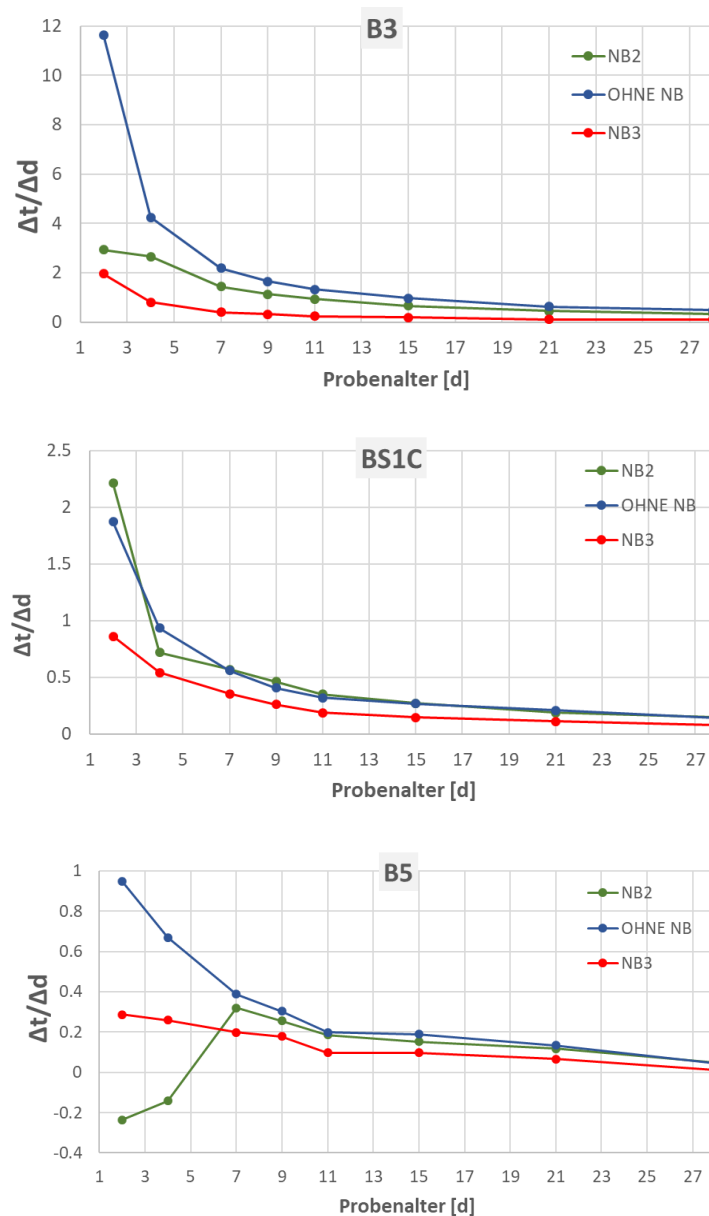 B3
12
10
8
6
4
2
0
Δt/Δd
NB2
OHNE NB
NB3
1 3 5 7 9 11 13 15 17 19 21 23 25 27
Probenalter [d]
BS1C
2.5
2
1.5
1
0.5
0
Δt/Δd
NB2
OHNE NB
NB3
1 3 5 7 9 11 13 15 17 19 21 23 25 27
Probenalter [d]
B5
1
0.8
0.6
0.4
0.2
0
-0.2
-0.4
Δt/Δd
NB2
OHNE NB
NB3
1 3 5 7 9 11 13 15 17 19 21 23 25 27
Probenalter [d]